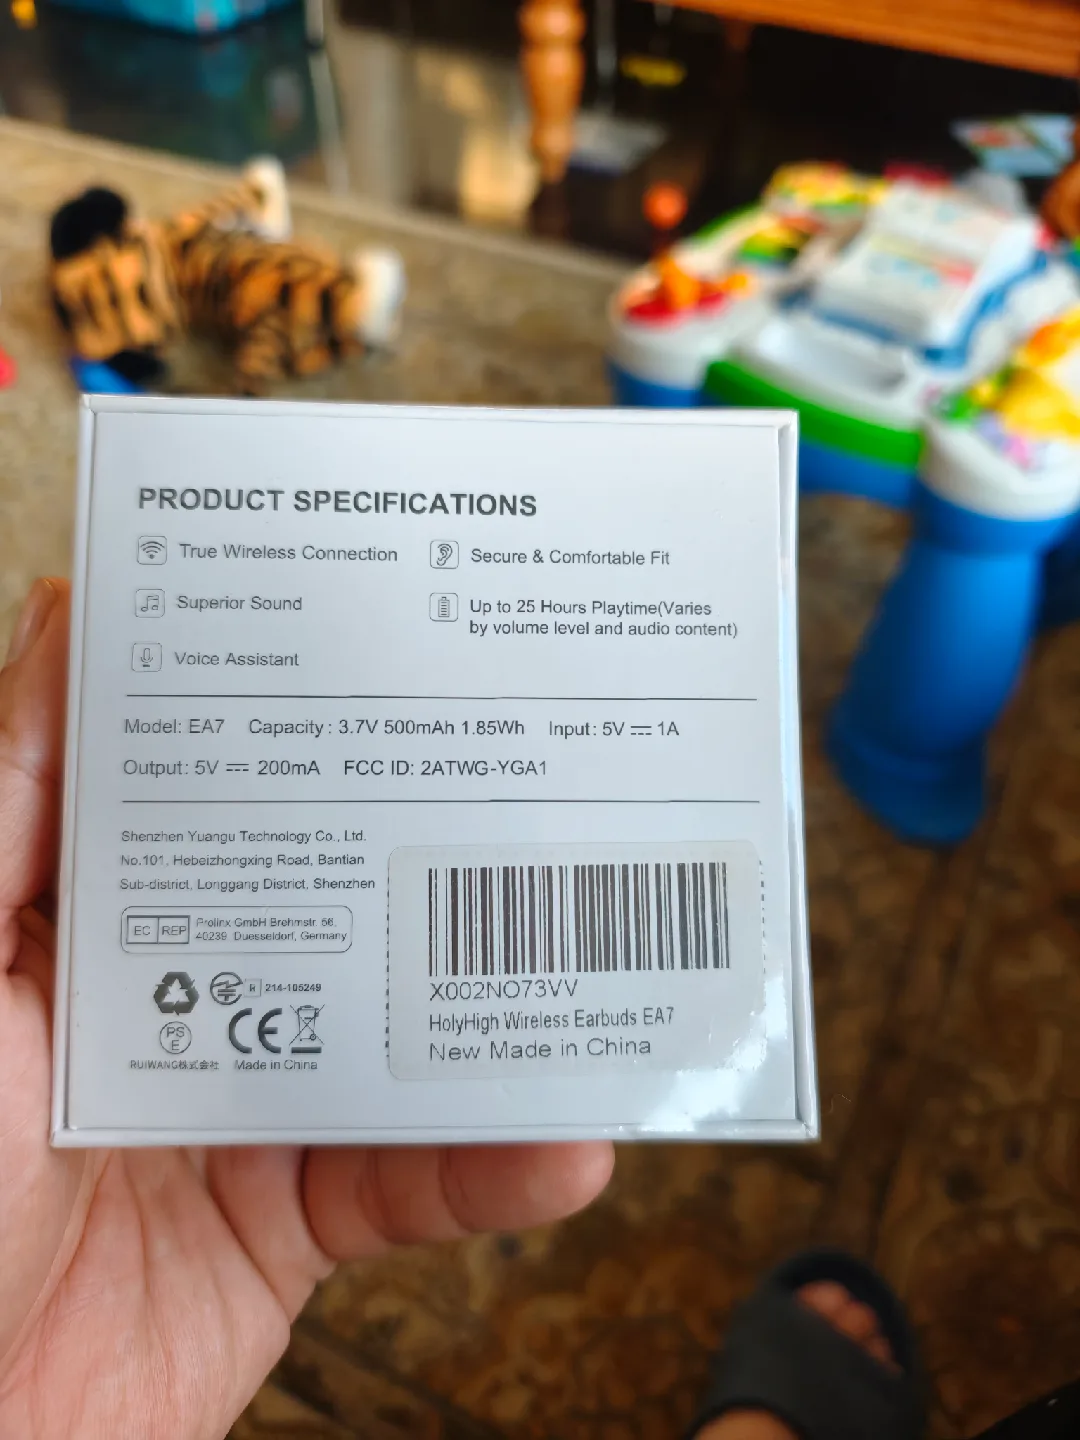 PRODUCT SPECIFICATIONS
True Wireless Connection
Secure & Comfortable Fit
Superior Sound
Up to 25 Hours Playtime(Varies
by volume level and audio content)
Voice Assistant
Model: EA7 Capacity : 3.7V 500mAh 1.85Wh Input: 5V ⎓ 1A
Output: 5V ⎓ 200mA FCC ID: 2ATWG-YGA1
Shenzhen Yuangu Technology Co., Ltd.
No.101, Hebeizhongxing Road, Bantian
Sub-district, Longgang District, Shenzhen
EC REP
Prolinx GmbH Brehmstr. 56,
40239 Duesseldorf, Germany
R 214-105249
PS
E
CE
RUIWANG株式会社 Made in China
X002NO73VV
HolyHigh Wireless Earbuds EA7
New Made in China